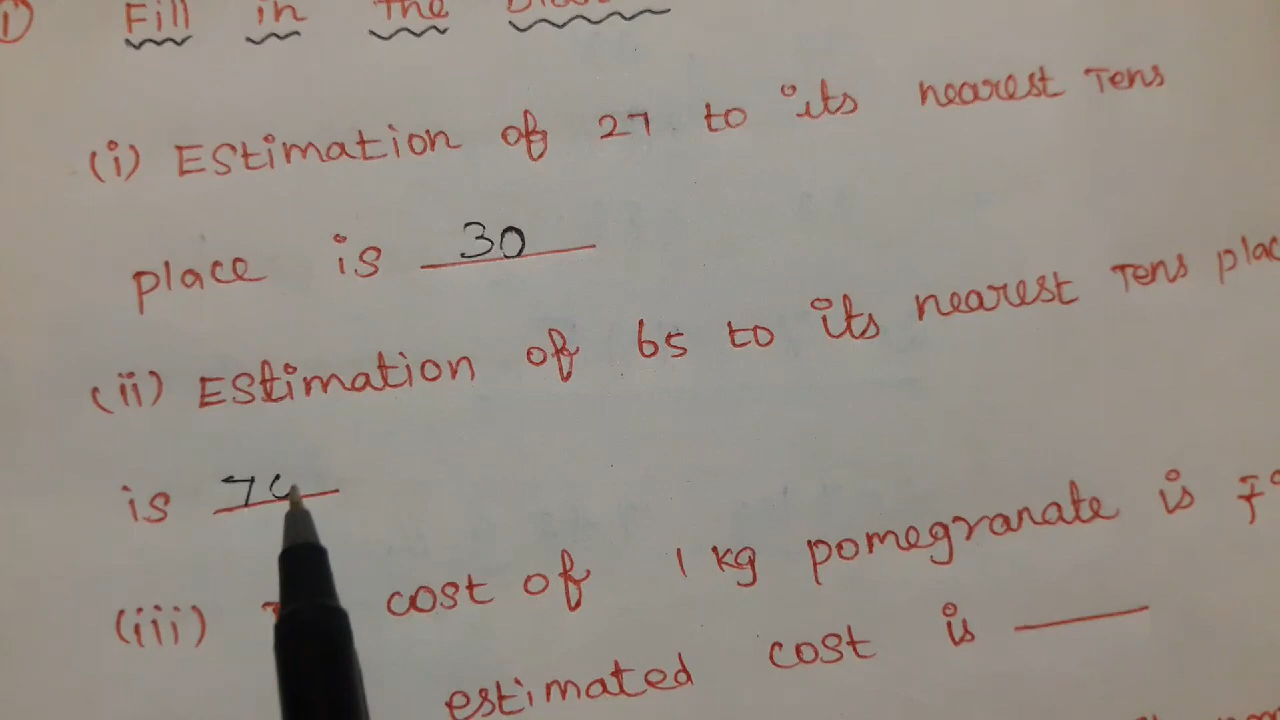 ① Fill in The
(i) Estimation of 27 to its nearest Tens
place is 30
(ii) Estimation of 65 to its nearest Tens
is
(iii) cost of 1 kg pomegranate is
estimated cost is